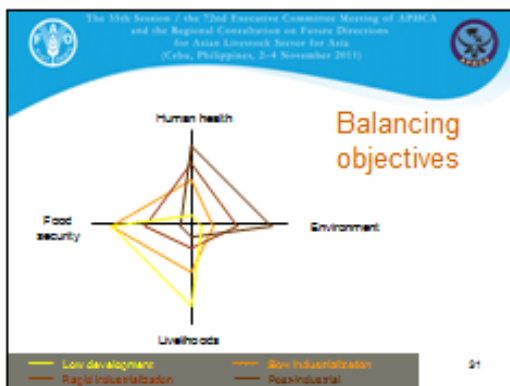 The 35th Session / the 72nd Executive Committee Meeting of APHCA
and the Regional Consultation on Future Directions
for Asian Livestock Sector for Asia
(Cebu, Philippines, 2-4 November 2011)
FAO
APHCA
Balancing
objectives
Human health
Food
security
Environment
Livelihoods
Low development
Slow industrialization
Rapid industrialization
Post-industrial